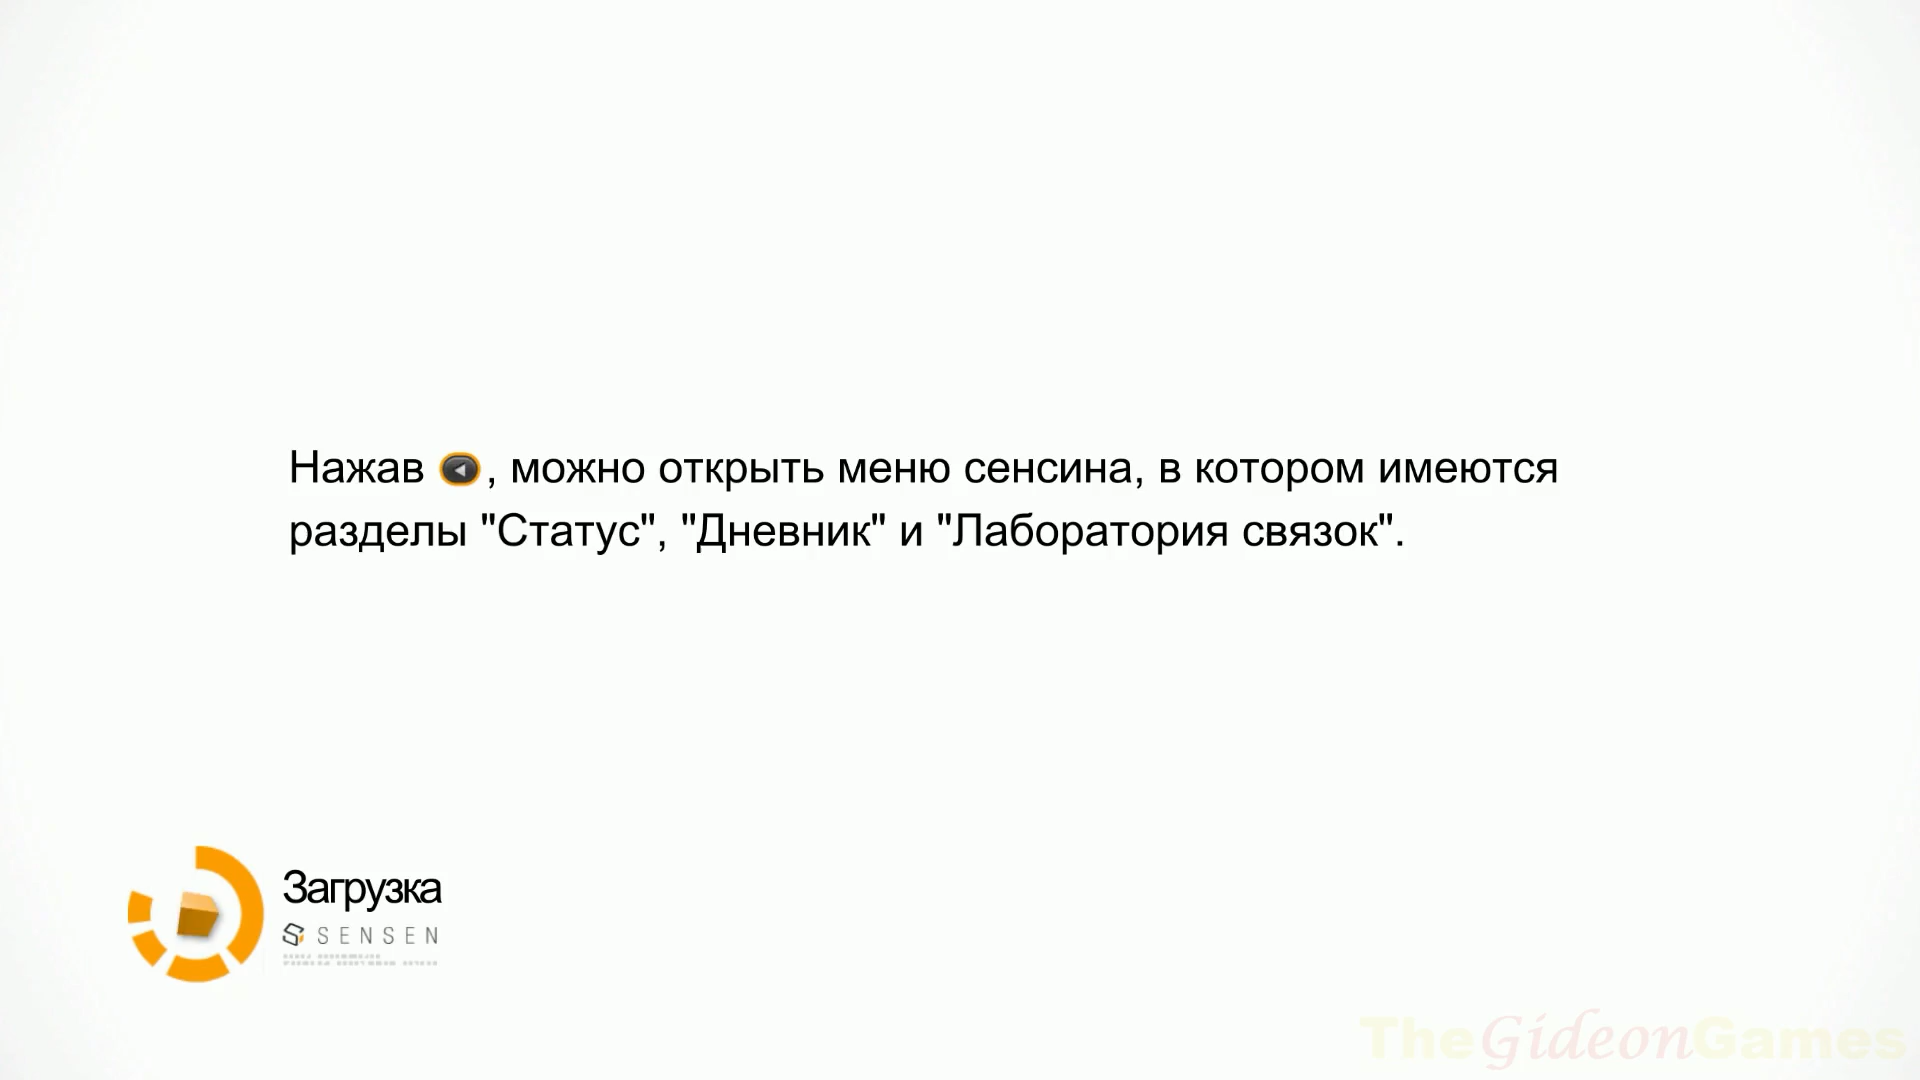 Нажав , можно открыть меню сенсина, в котором имеются
разделы "Статус", "Дневник" и "Лаборатория связок".
Загрузка
SENSEN
TheGideonGames